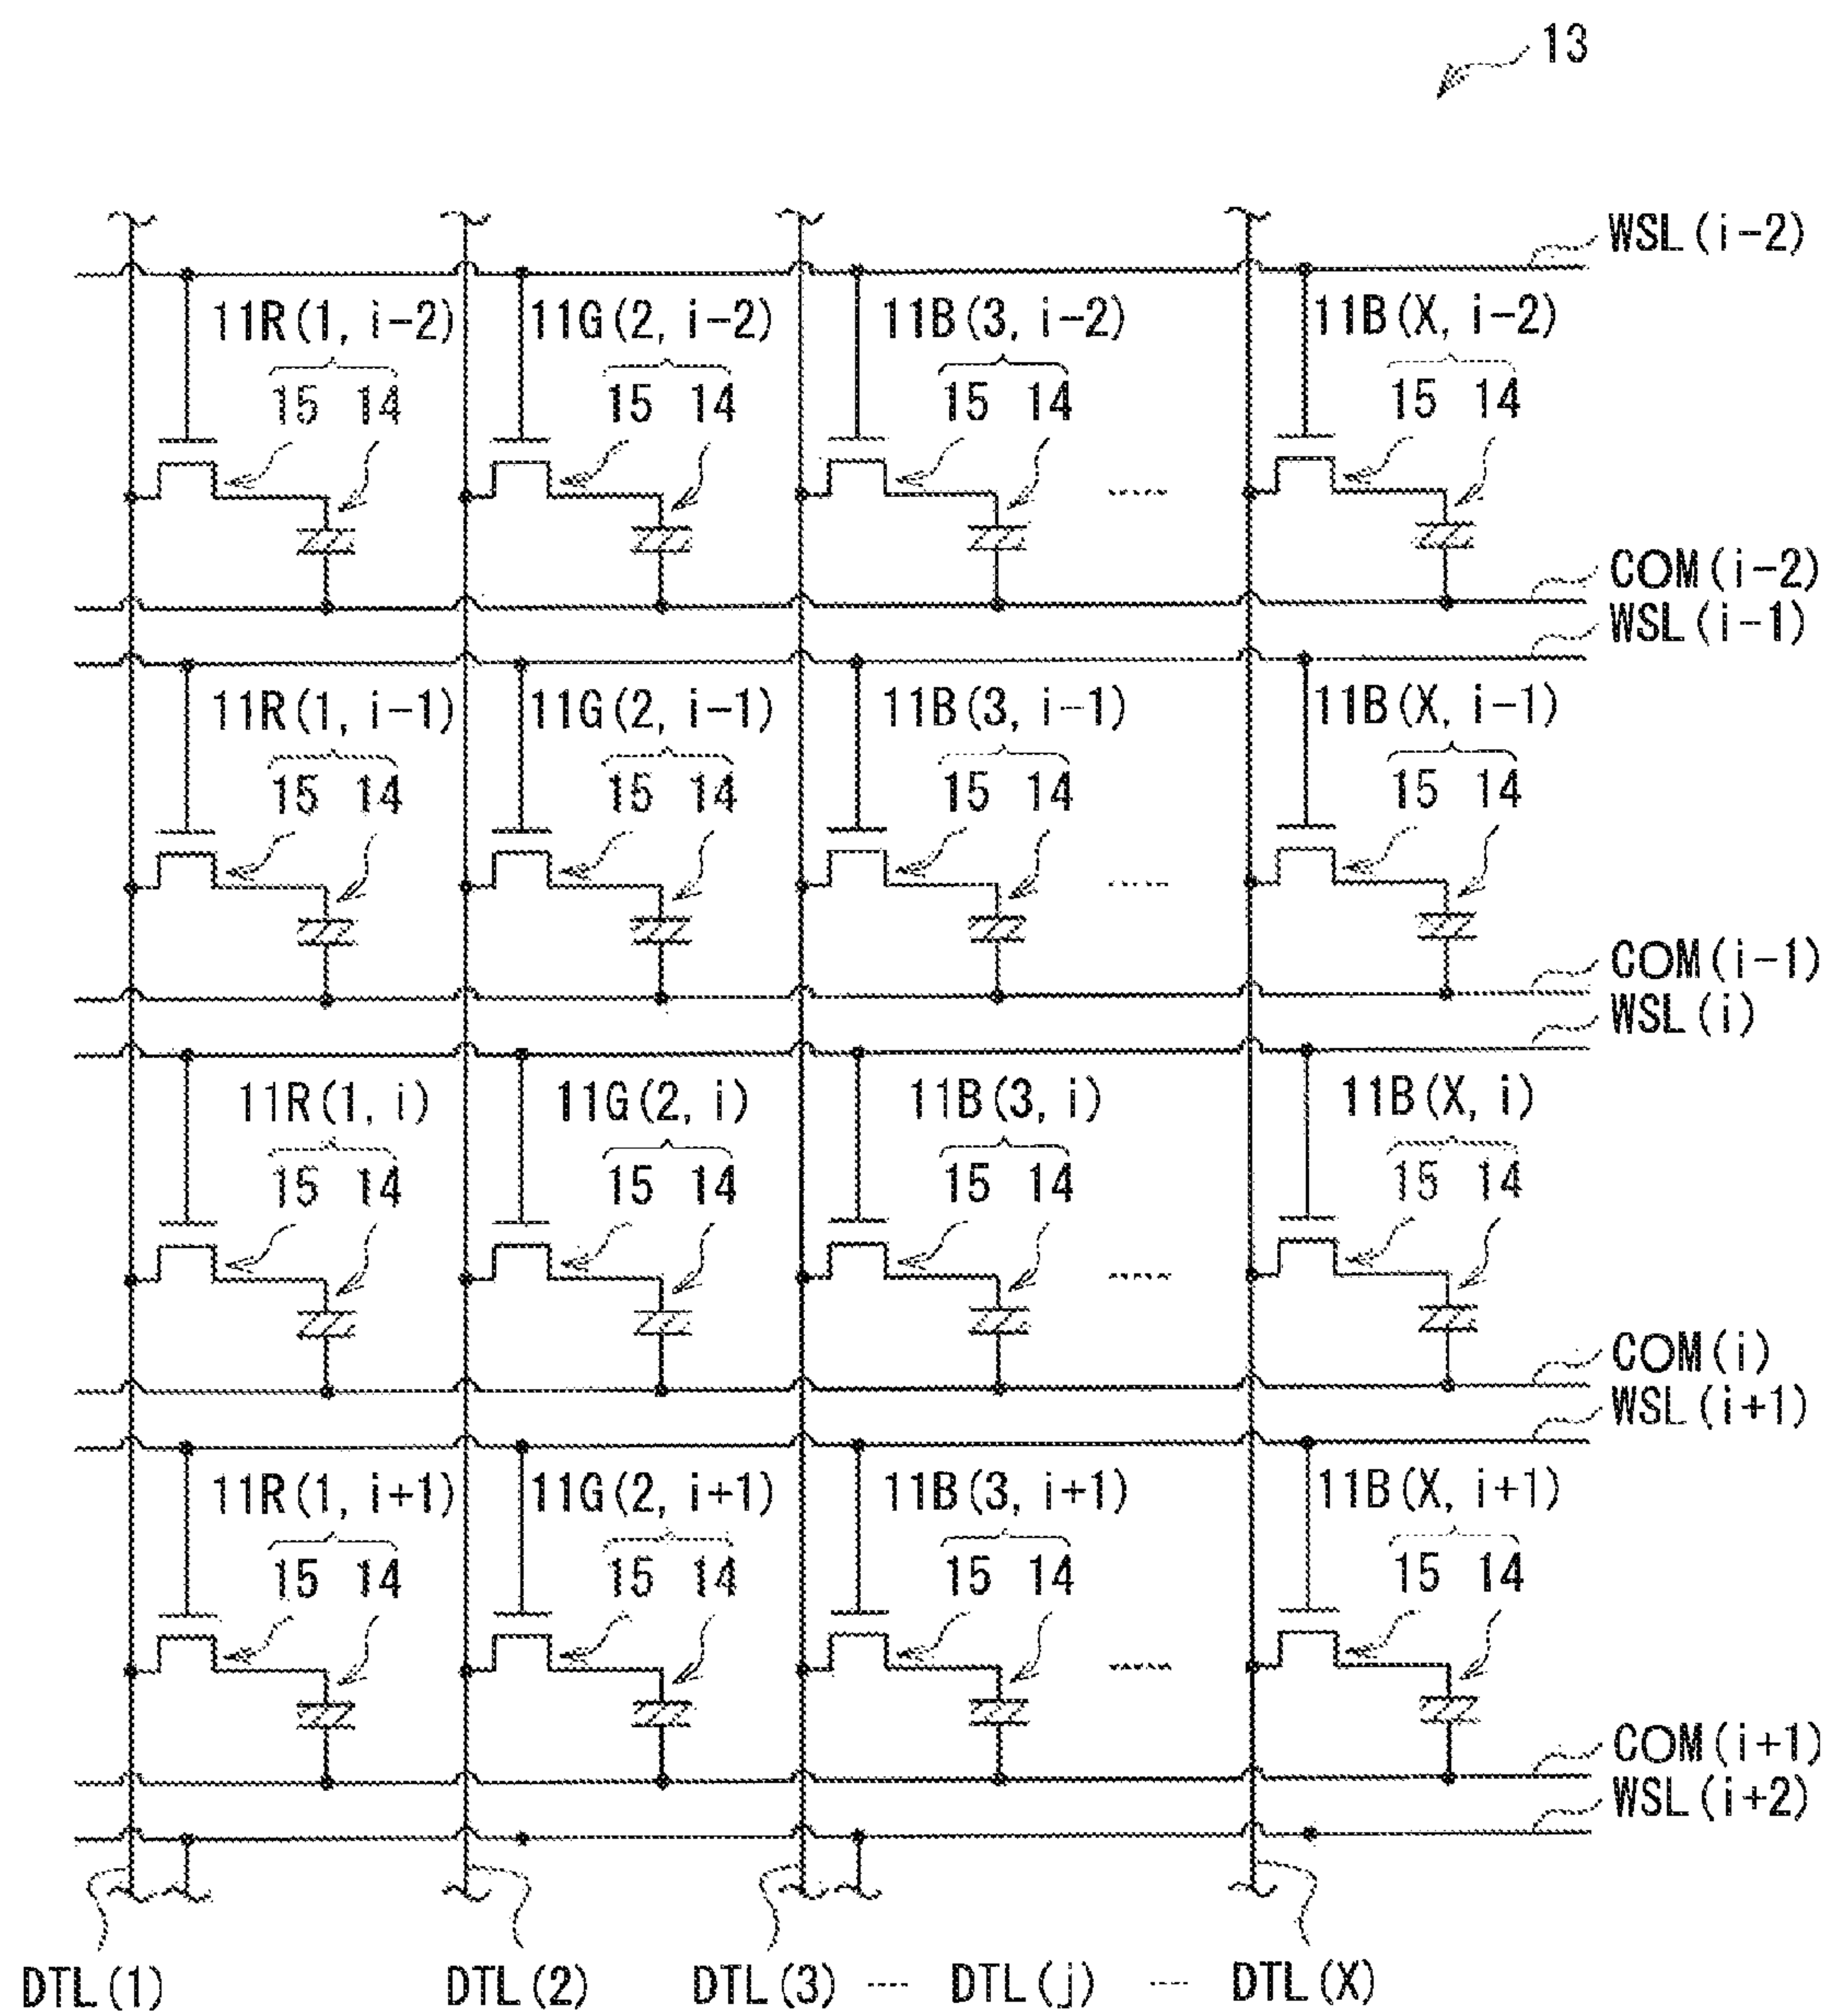 13
WSL(i-2)
11R(1, i-2) 11G(2, i-2) 11B(3, i-2) 11B(X, i-2)
15 14 15 14 15 14 15 14
COM(i-2)
WSL(i-1)
11R(1, i-1) 11G(2, i-1) 11B(3, i-1) 11B(X, i-1)
15 14 15 14 15 14 15 14
COM(i-1)
WSL(i)
11R(1, i) 11G(2, i) 11B(3, i) 11B(X, i)
15 14 15 14 15 14 15 14
COM(i)
WSL(i+1)
11R(1, i+1) 11G(2, i+1) 11B(3, i+1) 11B(X, i+1)
15 14 15 14 15 14 15 14
COM(i+1)
WSL(i+2)
DTL(1) DTL(2) DTL(3) ---- DTL(j) ---- DTL(X)